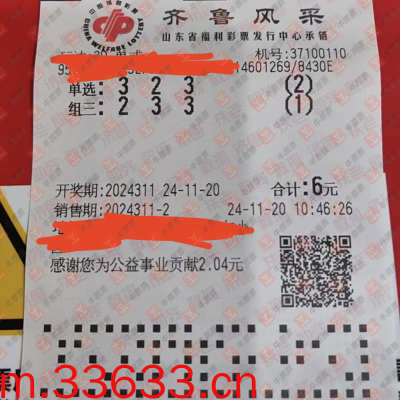 中国福利彩票
CHINA WELFARE LOTTERY
齐鲁风采
山东省福利彩票发行中心承销
机号:37100110
14601269/8430E
单选: 3 2 3 (2)
组三: 2 3 3 (1)
开奖期:2024311 24-11-20 合计:6元
销售期:2024311-2 24-11-20 10:46:26
感谢您为公益事业贡献2.04元
m.33633.cn